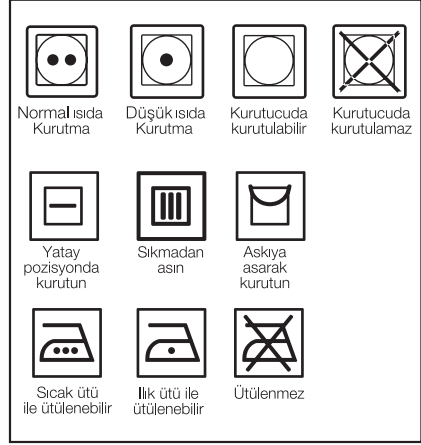 Normal ısıda
Kurutma
Düşük ısıda
Kurutma
Kurutucuda
kurutulabilir
Kurutucuda
kurutulamaz
Yatay
pozisyonda
kurutun
Sıkmadan
asın
Askıya
asarak
kurutun
Sıcak ütü
ile ütülenebilir
Ilık ütü ile
ütülenebilir
Ütülenmez